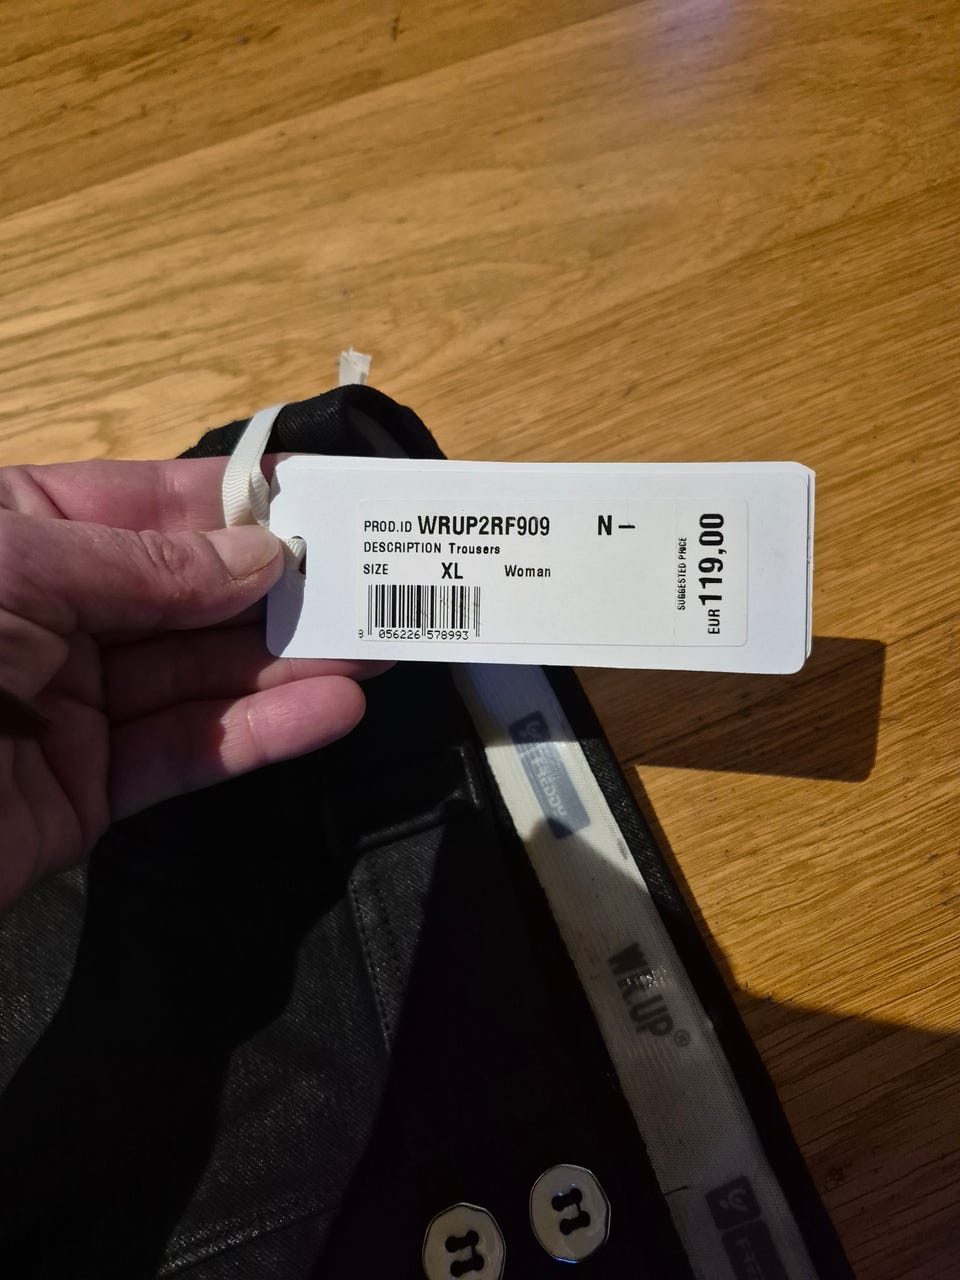 PROD.ID WRUP2RF909 N–
DESCRIPTION Trousers
SIZE XL Woman
8 056226 578993
SUGGESTED PRICE
EUR 119,00
FREDDY
WR.UP®